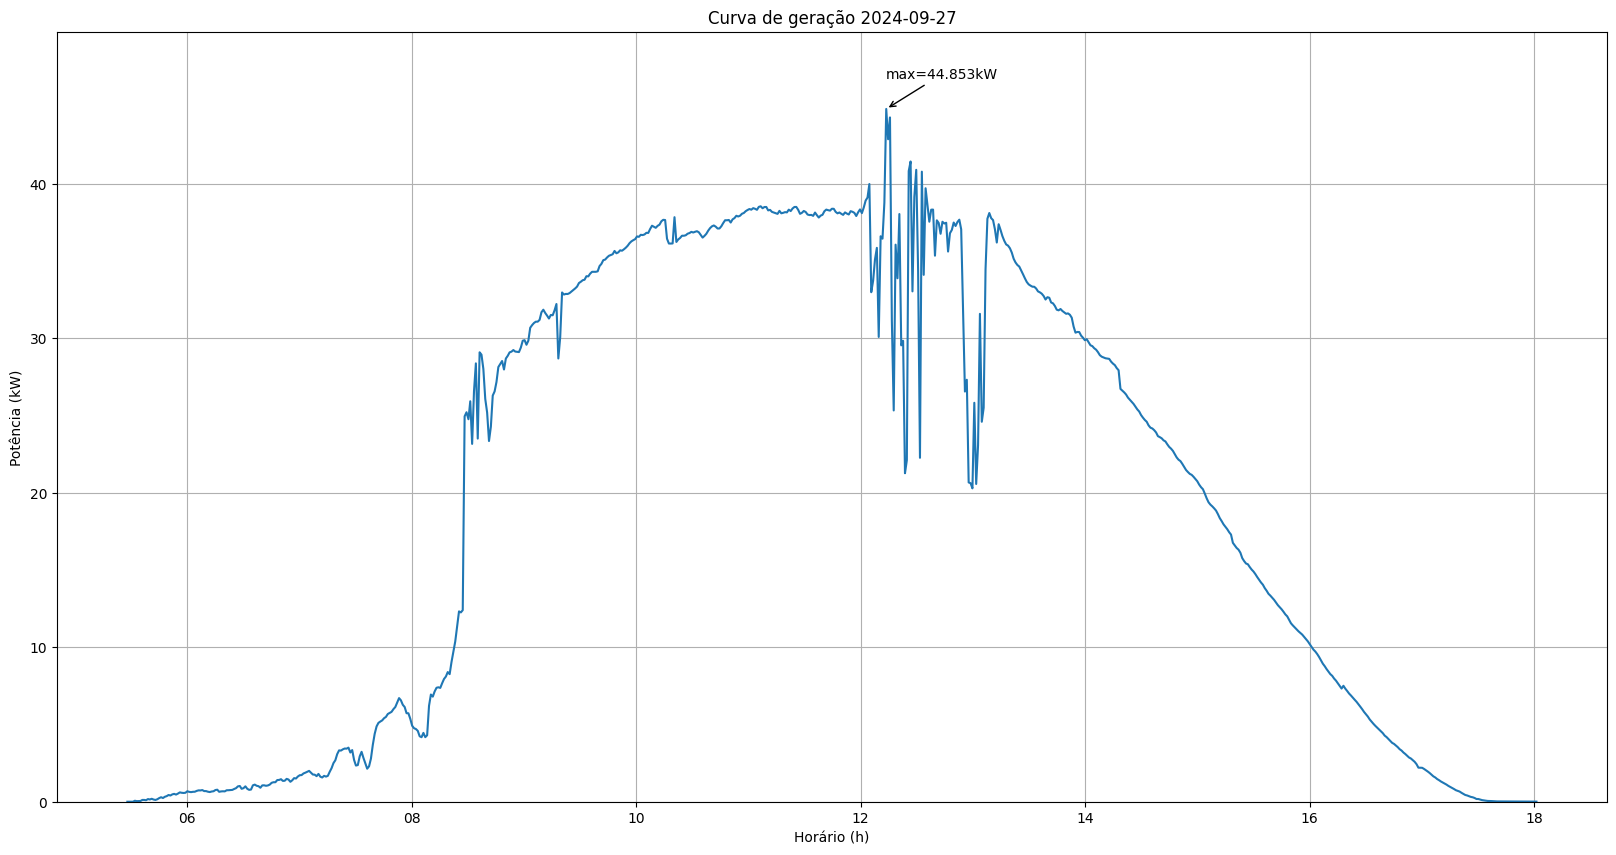 Curva de geração 2024-09-27
max=44.853kW
40
30
20
10
0
Potência (kW)
06 08 10 12 14 16 18
Horário (h)